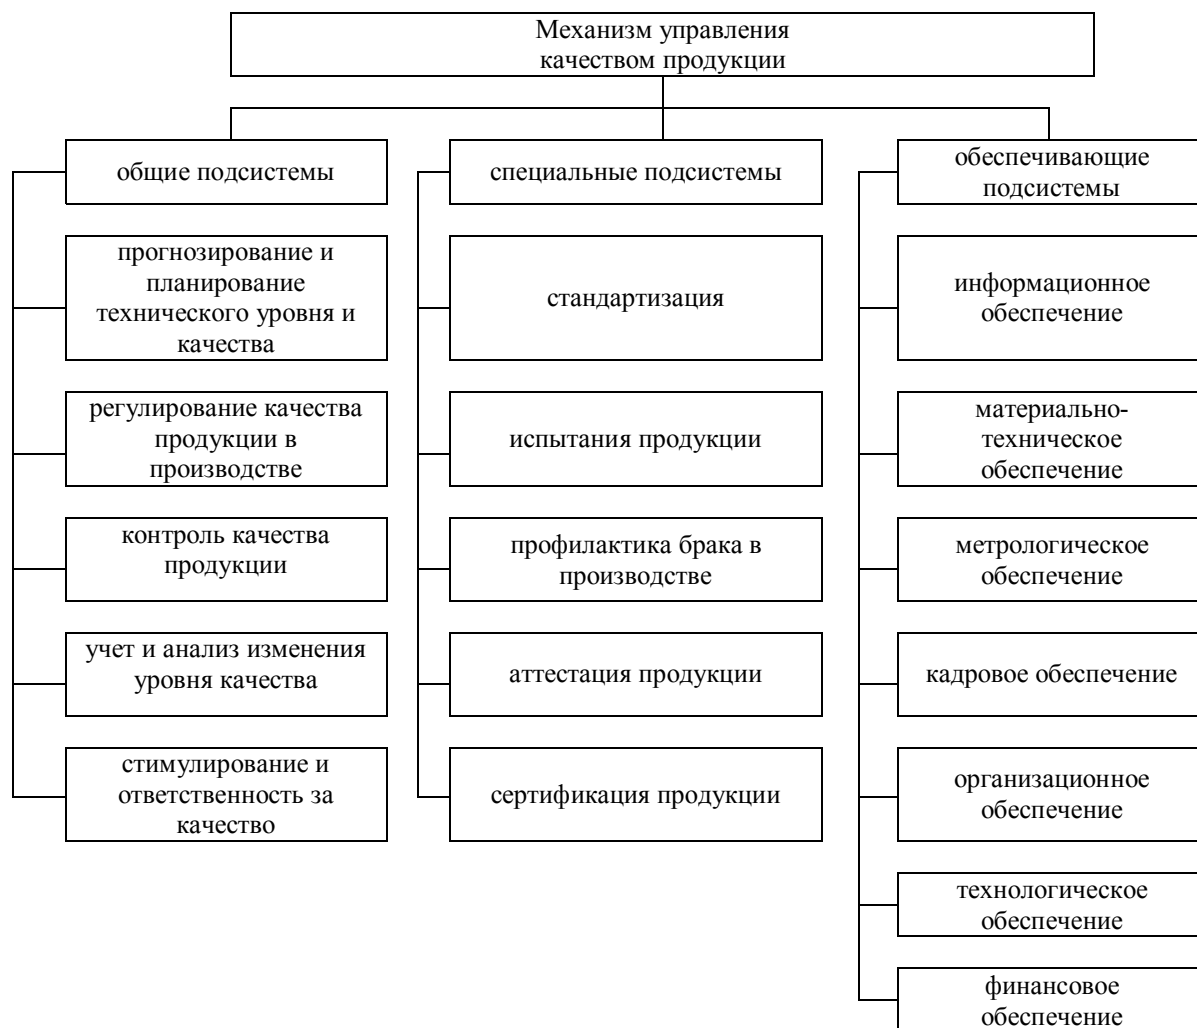 Механизм управления
качеством продукции
общие подсистемы
прогнозирование и
планирование
технического уровня и
качества
регулирование качества
продукции в
производстве
контроль качества
продукции
учет и анализ изменения
уровня качества
стимулирование и
ответственность за
качество
специальные подсистемы
стандартизация
испытания продукции
профилактика брака в
производстве
аттестация продукции
сертификация продукции
обеспечивающие
подсистемы
информационное
обеспечение
материально-
техническое
обеспечение
метрологическое
обеспечение
кадровое обеспечение
организационное
обеспечение
технологическое
обеспечение
финансовое
обеспечение